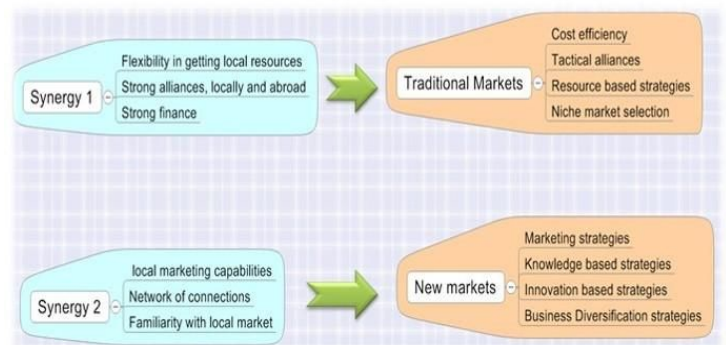 Synergy 1
Flexibility in getting local resources
Strong alliances, locally and abroad
Strong finance
Traditional Markets
Cost efficiency
Tactical alliances
Resource based strategies
Niche market selection
Synergy 2
local marketing capabilities
Network of connections
Familiarity with local market
New markets
Marketing strategies
Knowledge based strategies
Innovation based strategies
Business Diversification strategies